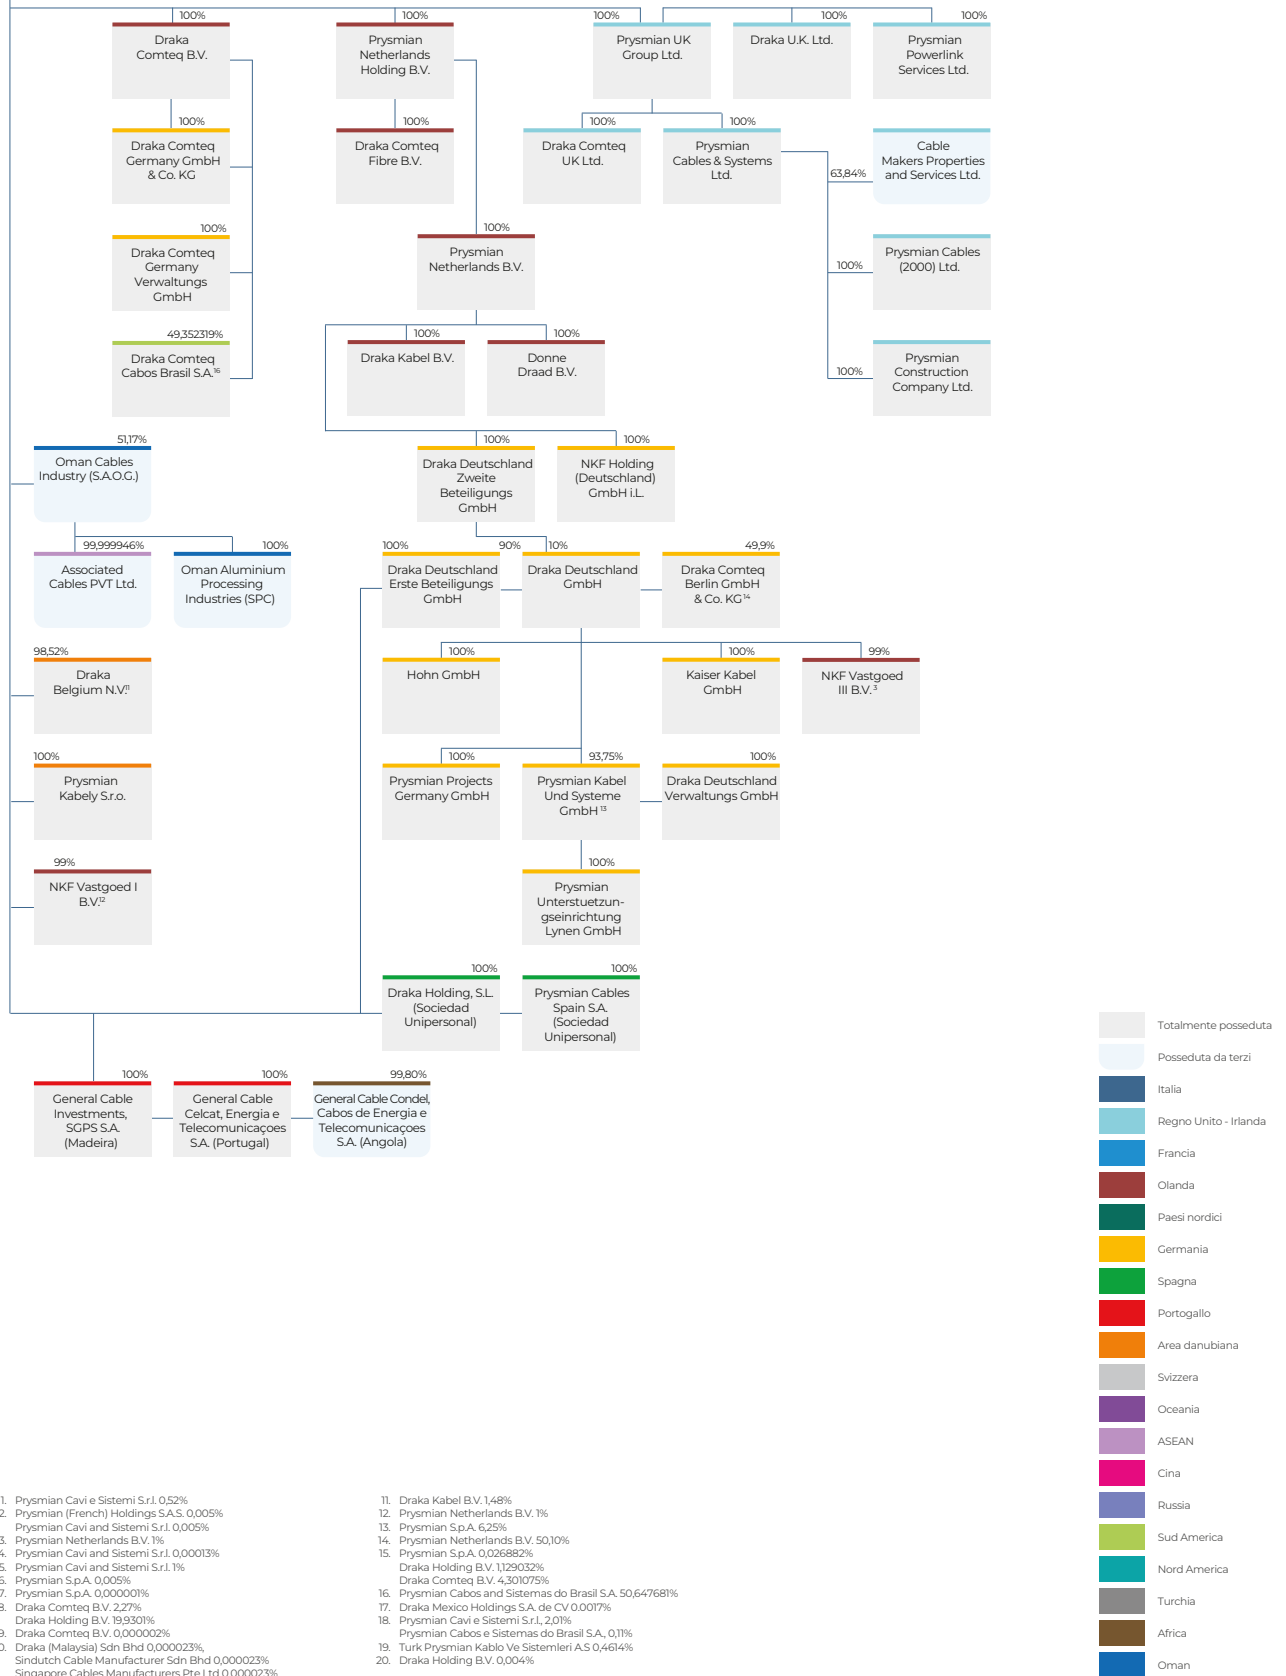 100%
100%
100%
100%
100%
Draka
Comteq B.V.
Prysmian
Netherlands
Holding B.V.
Prysmian UK
Group Ltd.
Draka U.K. Ltd.
Prysmian
Powerlink
Services Ltd.
100%
100%
100%
100%
Draka Comteq
Germany GmbH
& Co. KG
Draka Comteq
Fibre B.V.
Draka Comteq
UK Ltd.
Prysmian
Cables & Systems
Ltd.
63,84%
Cable
Makers Properties
and Services Ltd.
100%
Draka Comteq
Germany
Verwaltungs
GmbH
100%
Prysmian
Netherlands B.V.
100%
Prysmian Cables
(2000) Ltd.
49,352319%
Draka Comteq
Cabos Brasil S.A.16
100%
Draka Kabel B.V.
100%
Donne
Draad B.V.
100%
Prysmian
Construction
Company Ltd.
51,17%
Oman Cables
Industry (S.A.O.G.)
100%
Draka Deutschland
Zweite
Beteiligungs
GmbH
100%
NKF Holding
(Deutschland)
GmbH i.L.
99,999946%
Associated
Cables PVT Ltd.
100%
Oman Aluminium
Processing
Industries (SPC)
100%
Draka Deutschland
Erste Beteiligungs
GmbH
90%
10%
Draka Deutschland
GmbH
49,9%
Draka Comteq
Berlin GmbH
& Co. KG 14
98,52%
Draka
Belgium N.V.11
100%
Hohn GmbH
100%
Kaiser Kabel
GmbH
99%
NKF Vastgoed
III B.V. 3
100%
Prysmian
Kabely S.r.o.
100%
Prysmian Projects
Germany GmbH
93,75%
Prysmian Kabel
Und Systeme
GmbH 13
100%
Draka Deutschland
Verwaltungs GmbH
99%
NKF Vastgoed I
B.V.12
100%
Prysmian
Unterstuetzun-
gseinrichtung
Lynen GmbH
100%
Draka Holding, S.L.
(Sociedad
Unipersonal)
100%
Prysmian Cables
Spain S.A.
(Sociedad
Unipersonal)
100%
General Cable
Investments,
SGPS S.A.
(Madeira)
100%
General Cable
Celcat, Energia e
Telecomunicaçoes
S.A. (Portugal)
99,80%
General Cable Condel,
Cabos de Energia e
Telecomunicaçoes
S.A. (Angola)
Totalmente posseduta
Posseduta da terzi
Italia
Regno Unito - Irlanda
Francia
Olanda
Paesi nordici
Germania
Spagna
Portogallo
Area danubiana
Svizzera
Oceania
ASEAN
Cina
Russia
Sud America
Nord America
Turchia
Africa
Oman
1. Prysmian Cavi e Sistemi S.r.l. 0,52%
2. Prysmian (French) Holdings S.A.S. 0,005%
Prysmian Cavi and Sistemi S.r.l. 0,005%
3. Prysmian Netherlands B.V. 1%
4. Prysmian Cavi and Sistemi S.r.l. 0,00013%
5. Prysmian Cavi and Sistemi S.r.l. 1%
6. Prysmian S.p.A. 0,005%
7. Prysmian S.p.A. 0,000001%
8. Draka Comteq B.V. 2,27%
Draka Holding B.V. 19,9301%
9. Draka Comteq B.V. 0,000002%
0. Draka (Malaysia) Sdn Bhd 0,000023%,
Sindutch Cable Manufacturer Sdn Bhd 0,000023%
Singapore Cables Manufacturers Pte Ltd 0,000023%
11. Draka Kabel B.V. 1,48%
12. Prysmian Netherlands B.V. 1%
13. Prysmian S.p.A. 6,25%
14. Prysmian Netherlands B.V. 50,10%
15. Prysmian S.p.A. 0,026882%
Draka Holding B.V. 1,129032%
Draka Comteq B.V. 4,301075%
16. Prysmian Cabos and Sistemas do Brasil S.A. 50,647681%
17. Draka Mexico Holdings S.A. de CV 0.0017%
18. Prysmian Cavi e Sistemi S.r.l., 2,01%
Prysmian Cabos e Sistemas do Brasil S.A., 0,11%
19. Turk Prysmian Kablo Ve Sistemleri A.S 0,4614%
20. Draka Holding B.V. 0,004%